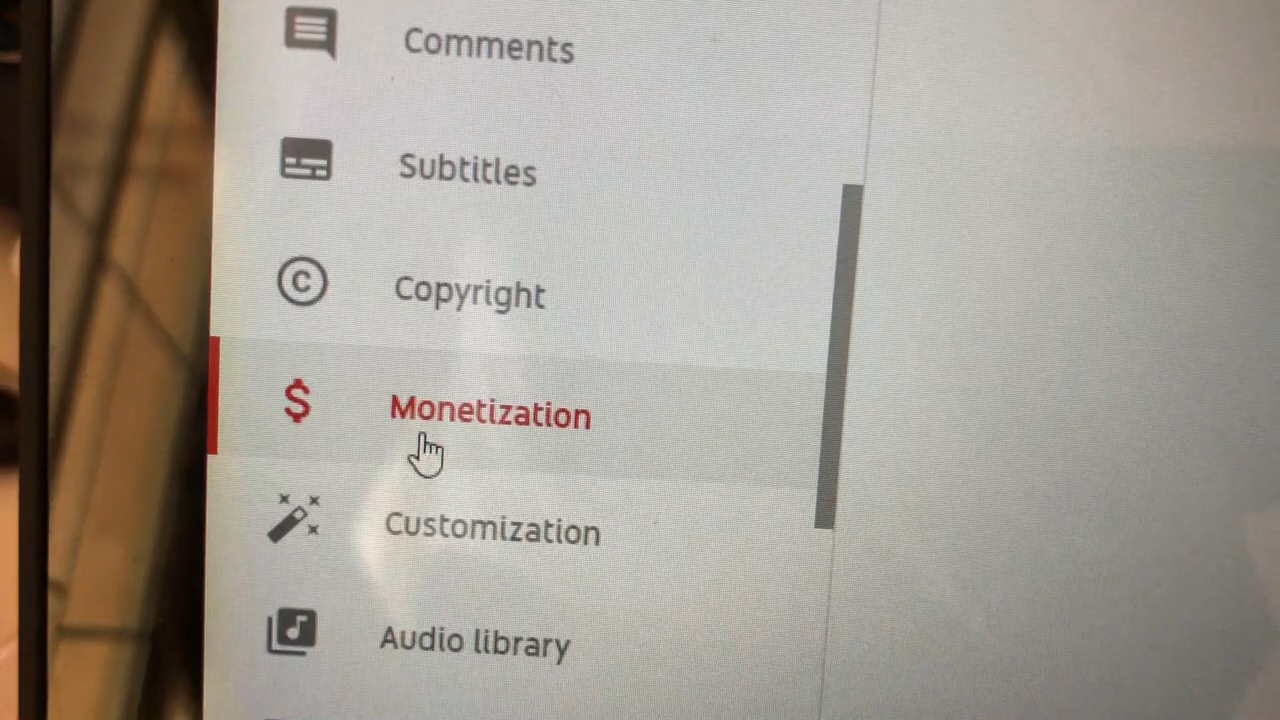 Comments
Subtitles
Copyright
Monetization
Customization
Audio library